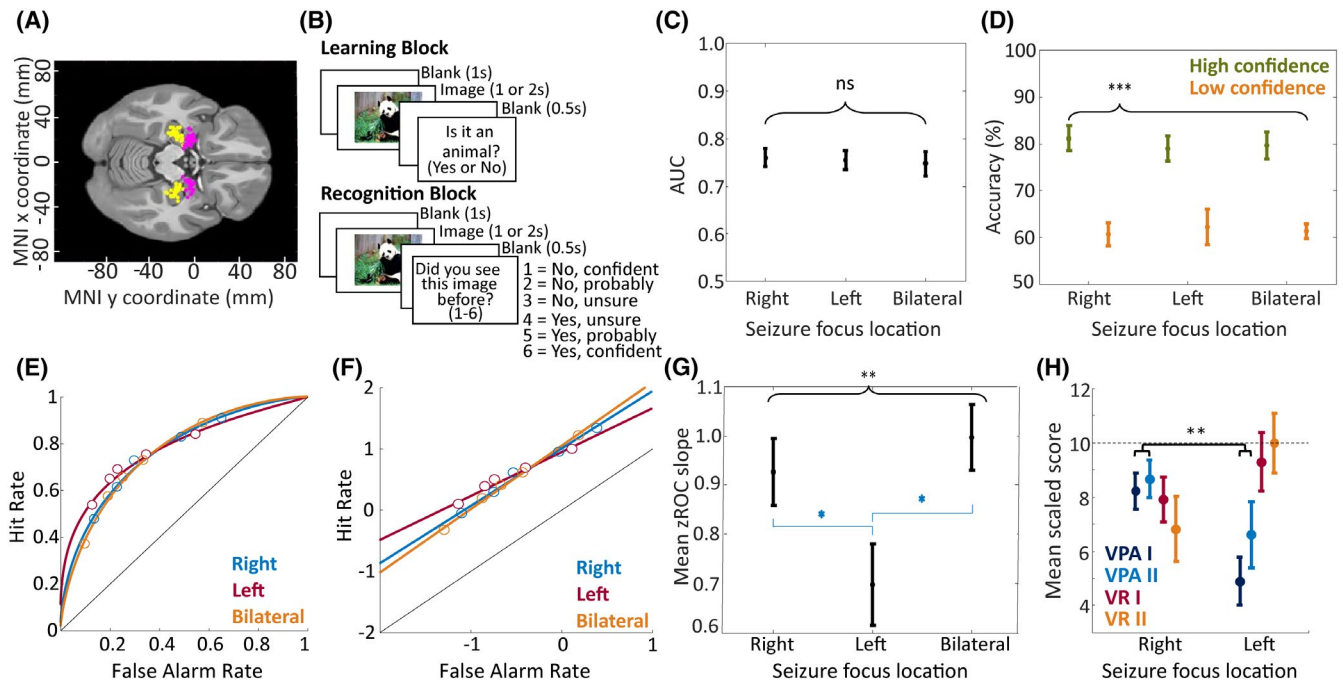 (A)
MNI x coordinate (mm)
80
40
0
-40
-80
-80
-40
0
40
80
MNI y coordinate (mm)
(B)
Learning Block
Blank (1s)
Image (1 or 2s)
Blank (0.5s)
Is it an
animal?
(Yes or No)
Recognition Block
Blank (1s)
Image (1 or 2s)
Blank (0.5s)
Did you see
this image
before?
(1-6)
1 = No, confident
2 = No, probably
3 = No, unsure
4 = Yes, unsure
5 = Yes, probably
6 = Yes, confident
(C)
AUC
1.0
0.9
0.8
0.7
0.6
0.5
ns
Right
Left
Bilateral
Seizure focus location
(D)
Accuracy (%)
100
90
80
70
60
50
High confidence
Low confidence
***
Right
Left
Bilateral
Seizure focus location
(E)
Hit Rate
1
0.8
0.6
0.4
0.2
0
Right
Left
Bilateral
0.2
0.4
0.6
0.8
1
False Alarm Rate
(F)
Hit Rate
2
1
0
-1
-2
Right
Left
Bilateral
-1
0
1
False Alarm Rate
(G)
Mean zROC slope
1.1
1.0
0.9
0.8
0.7
0.6
**
*
*
Right
Left
Bilateral
Seizure focus location
(H)
Mean scaled score
12
10
8
6
4
**
VPA I
VPA II
VR I
VR II
Right
Left
Seizure focus location